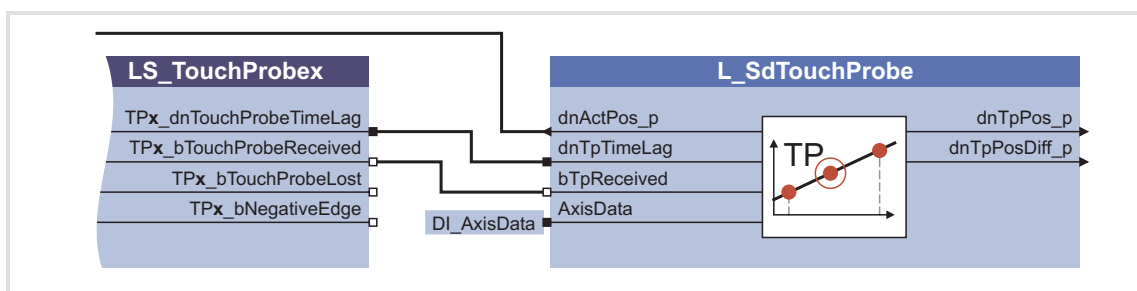 LS_TouchProbex
TPx_dnTouchProbeTimeLag
TPx_bTouchProbeReceived
TPx_bTouchProbeLost
TPx_bNegativeEdge
DI_AxisData
L_SdTouchProbe
dnActPos_p
dnTpTimeLag
bTpReceived
AxisData
TP
dnTpPos_p
dnTpPosDiff_p